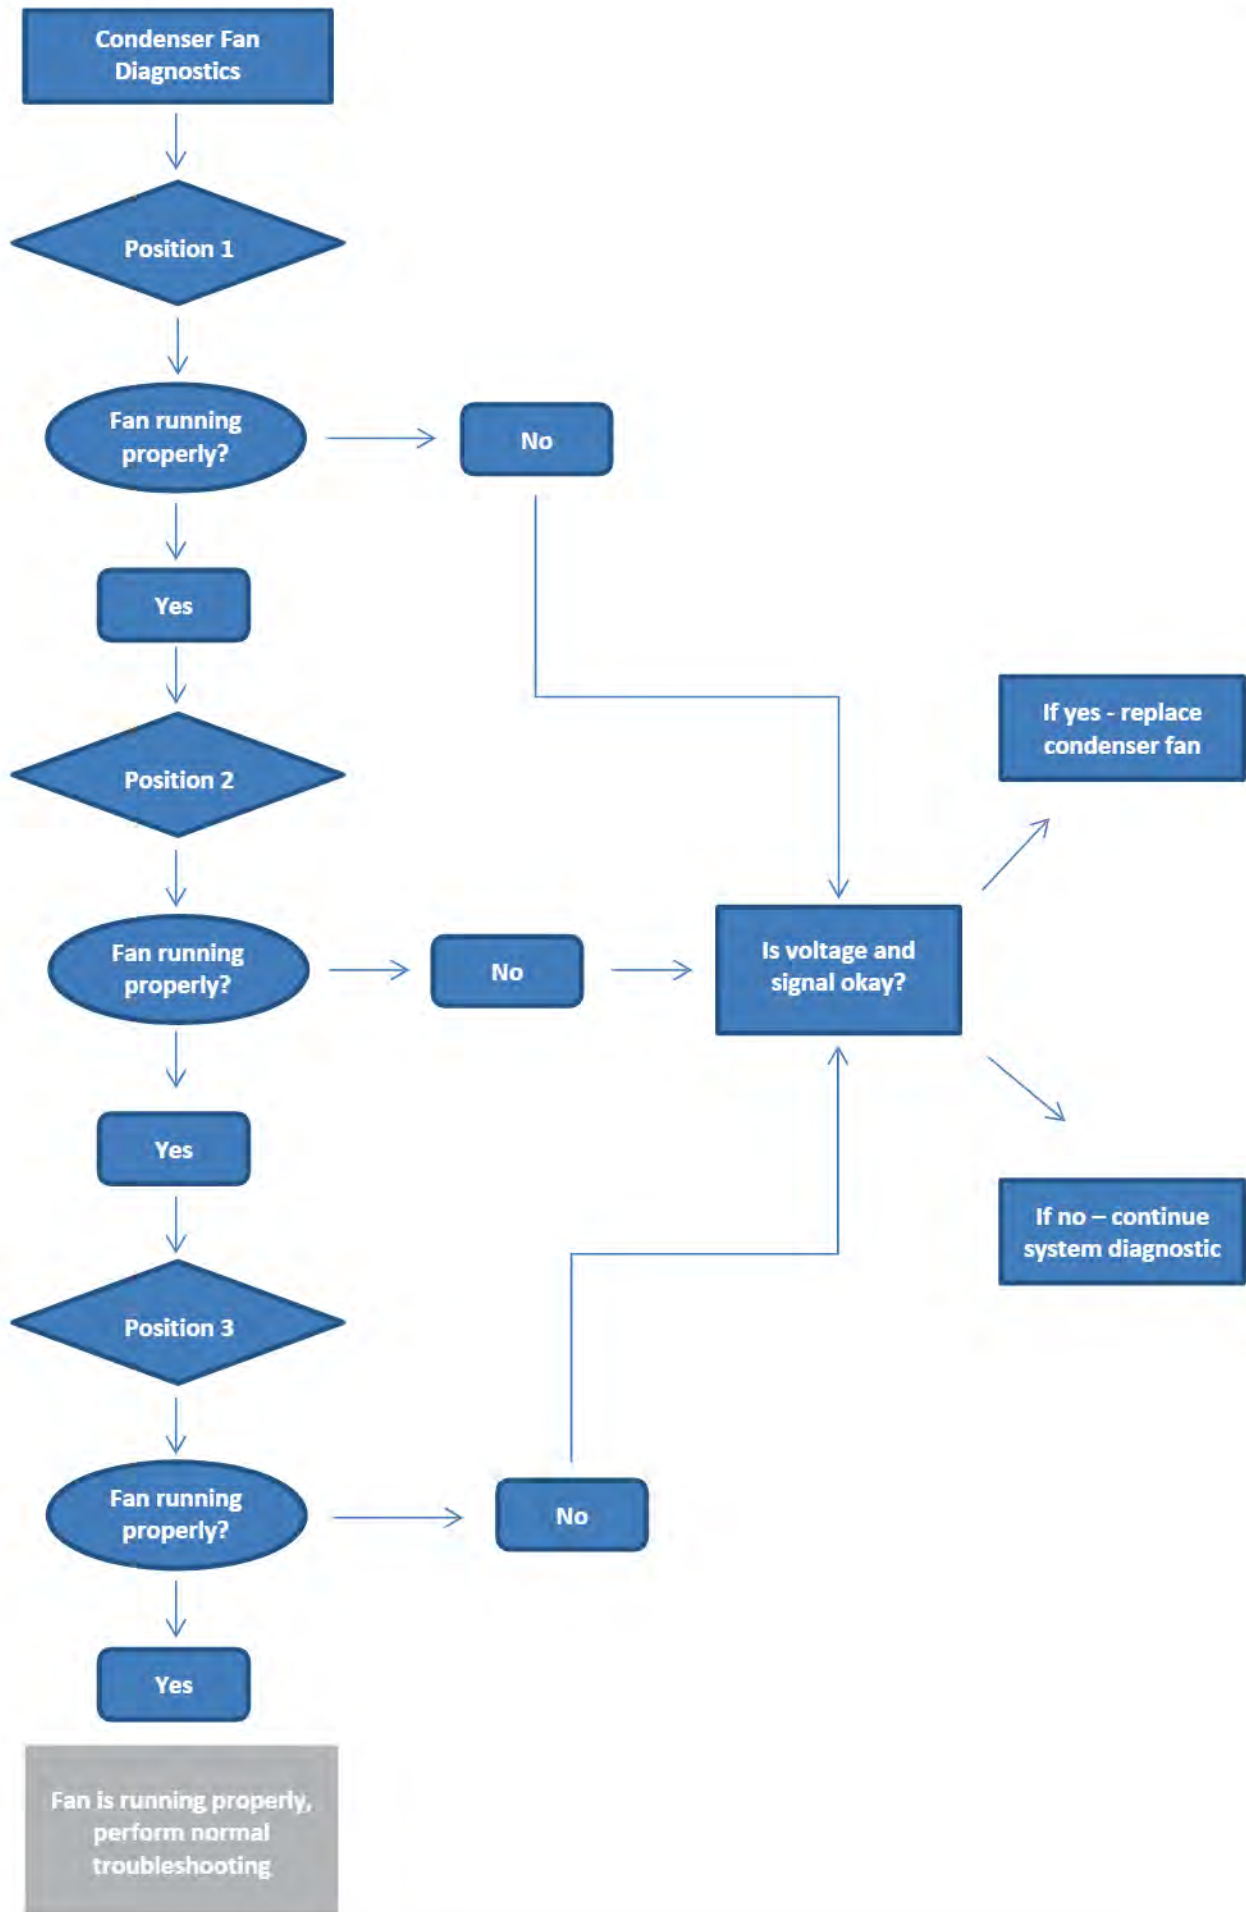 Condenser Fan
Diagnostics
Position 1
Fan running
properly?
No
Yes
Position 2
Fan running
properly?
No
Is voltage and
signal okay?
If yes - replace
condenser fan
If no – continue
system diagnostic
Yes
Position 3
Fan running
properly?
No
Yes
Fan is running properly,
perform normal
troubleshooting